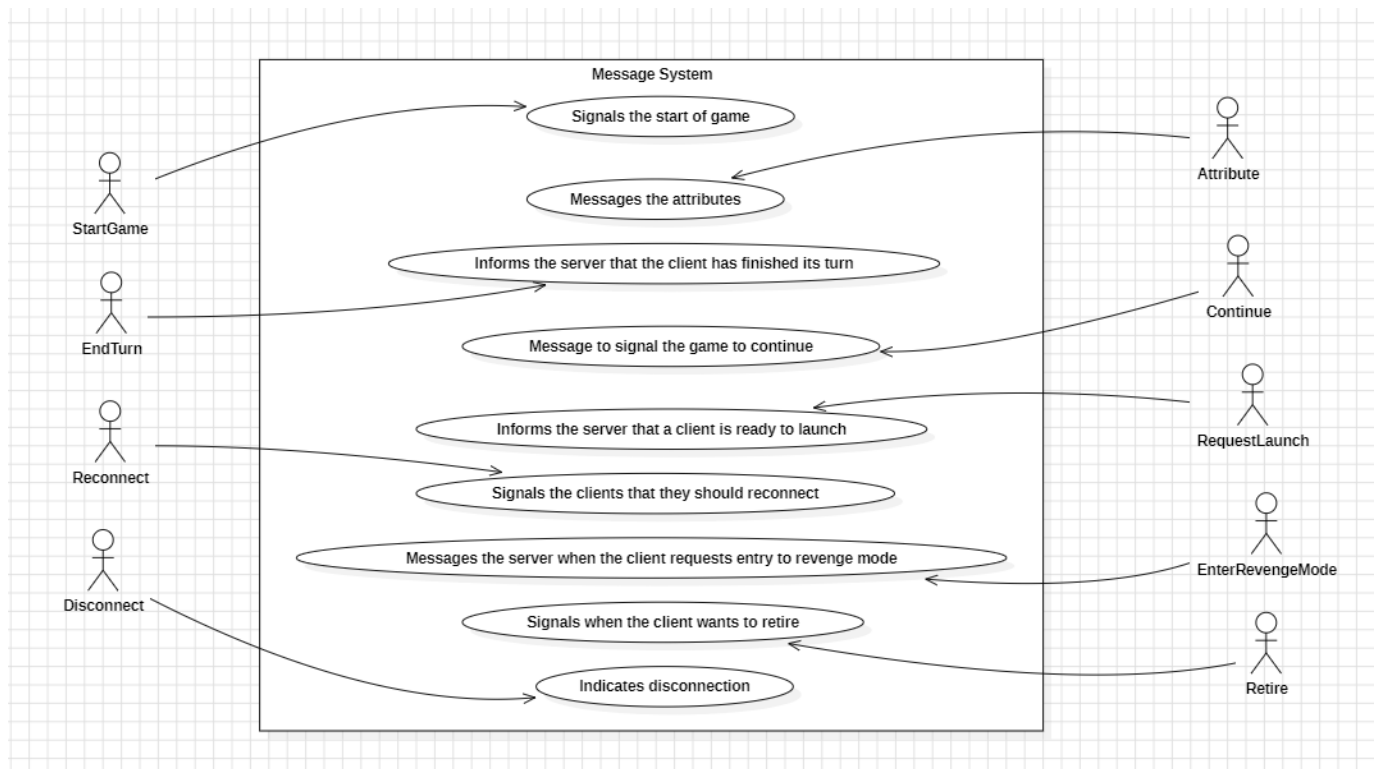 Message System
Signals the start of game
Messages the attributes
Informs the server that the client has finished its turn
Message to signal the game to continue
Informs the server that a client is ready to launch
Signals the clients that they should reconnect
Messages the server when the client requests entry to revenge mode
Signals when the client wants to retire
Indicates disconnection
StartGame
EndTurn
Reconnect
Disconnect
Attribute
Continue
RequestLaunch
EnterRevengeMode
Retire